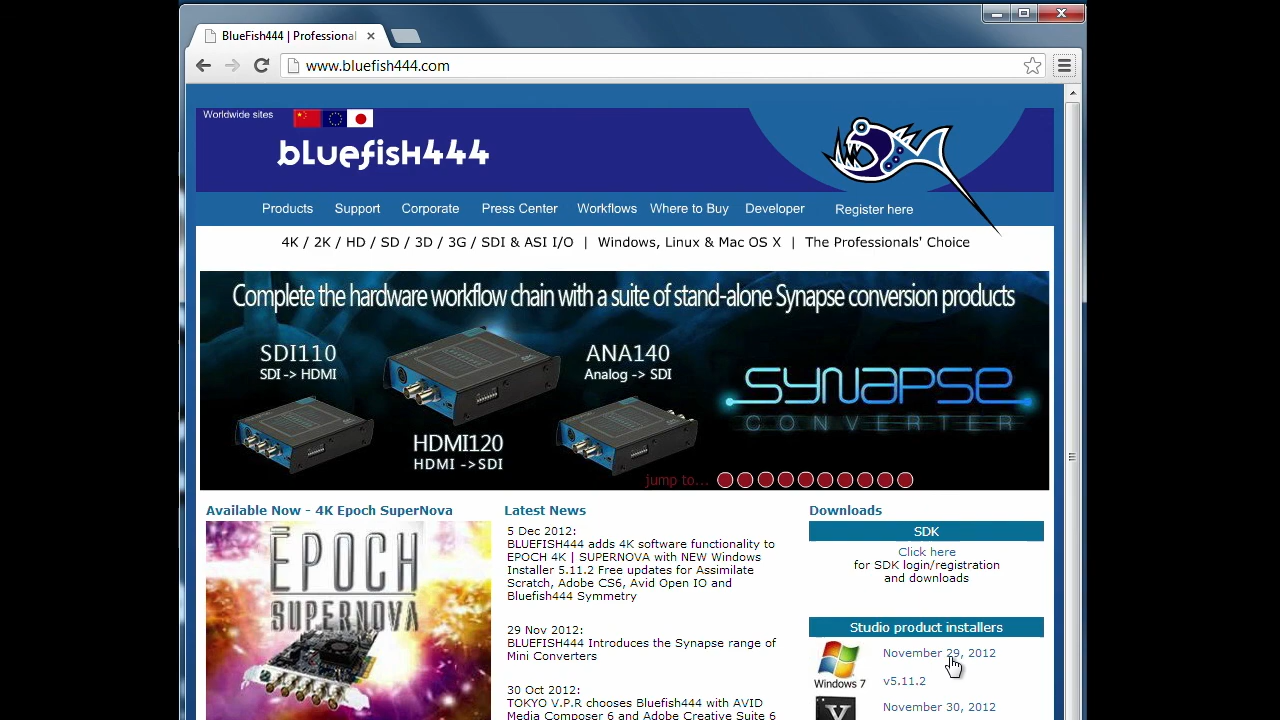 BlueFish444 | Professional
www.bluefish444.com
Worldwide sites
bluefish444
Products Support Corporate Press Center Workflows Where to Buy Developer Register here
4K / 2K / HD / SD / 3D / 3G / SDI & ASI I/O | Windows, Linux & Mac OS X | The Professionals' Choice
Complete the hardware workflow chain with a suite of stand-alone Synapse conversion products
SDI110
SDI -> HDMI
ANA140
Analog -> SDI
SYNAPSE
CONVERTER
HDMI120
HDMI ->SDI
jump to...
Available Now - 4K Epoch SuperNova
EPOCH
SUPERNOVA
Latest News
5 Dec 2012:
BLUEFISH444 adds 4K software functionality to
EPOCH 4K | SUPERNOVA with NEW Windows
Installer 5.11.2 Free updates for Assimilate
Scratch, Adobe CS6, Avid Open IO and
Bluefish444 Symmetry
29 Nov 2012:
BLUEFISH444 Introduces the Synapse range of
Mini Converters
30 Oct 2012:
TOKYO V.P.R chooses Bluefish444 with AVID
Media Composer 6 and Adobe Creative Suite 6
Downloads
SDK
Click here
for SDK login/registration
and downloads
Studio product installers
November 29, 2012
Windows 7
v5.11.2
November 30, 2012